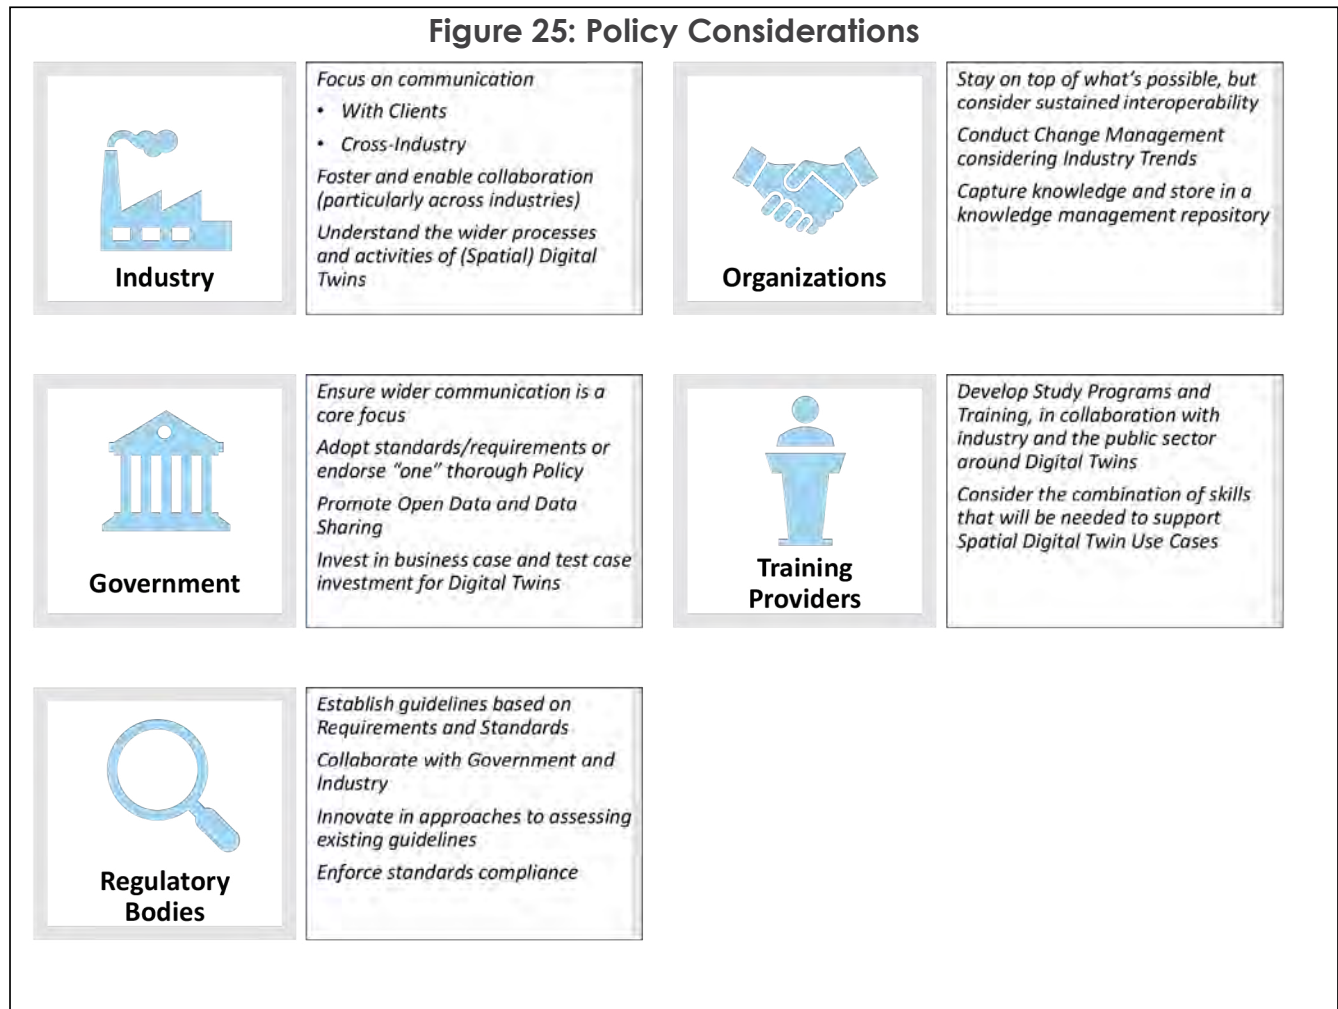 Figure 25: Policy Considerations
Industry
Focus on communication
• With Clients
• Cross-Industry
Foster and enable collaboration
(particularly across industries)
Understand the wider processes
and activities of (Spatial) Digital
Twins
Organizations
Stay on top of what's possible, but
consider sustained interoperability
Conduct Change Management
considering Industry Trends
Capture knowledge and store in a
knowledge management repository
Government
Ensure wider communication is a
core focus
Adopt standards/requirements or
endorse "one" thorough Policy
Promote Open Data and Data
Sharing
Invest in business case and test case
investment for Digital Twins
Training
Providers
Develop Study Programs and
Training, in collaboration with
industry and the public sector
around Digital Twins
Consider the combination of skills
that will be needed to support
Spatial Digital Twin Use Cases
Regulatory
Bodies
Establish guidelines based on
Requirements and Standards
Collaborate with Government and
Industry
Innovate in approaches to assessing
existing guidelines
Enforce standards compliance